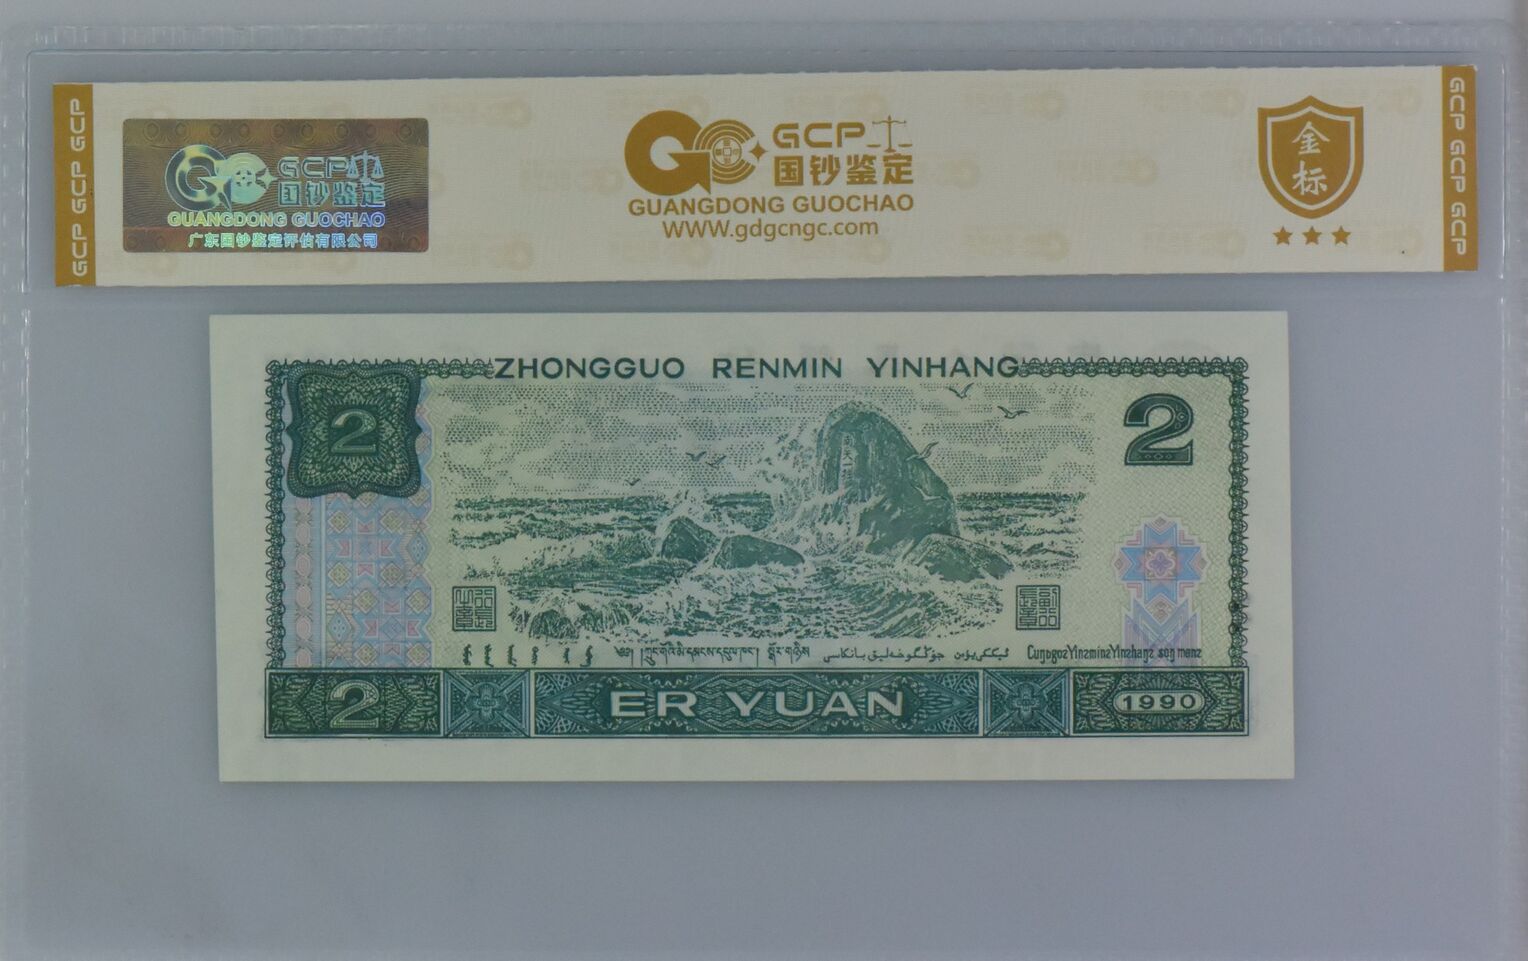 GCP GCP GCP
GCP
国钞鉴定
GUANGDONG GUOCHAO
广东国钞鉴定评估有限公司
GCP
国钞鉴定
GUANGDONG GUOCHAO
WWW.gdgcngc.com
金标
GCP GCP GCP
ZHONGGUO RENMIN YINHANG
2
2
2
ER YUAN
1990